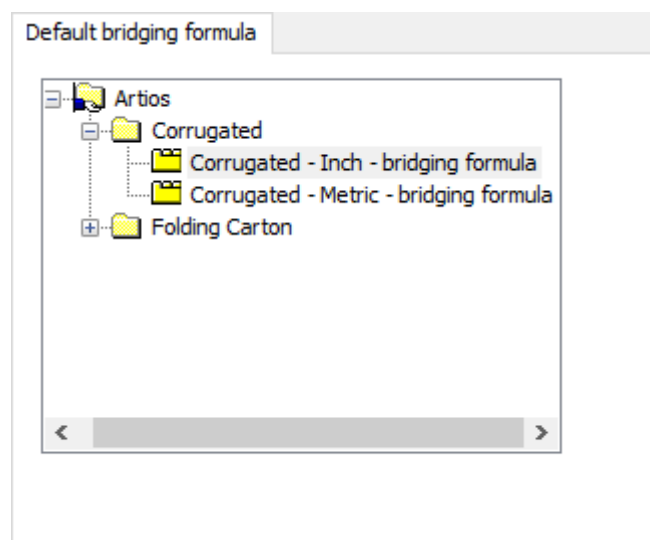 Default bridging formula
Artios
Corrugated
Corrugated - Inch - bridging formula
Corrugated - Metric - bridging formula
Folding Carton